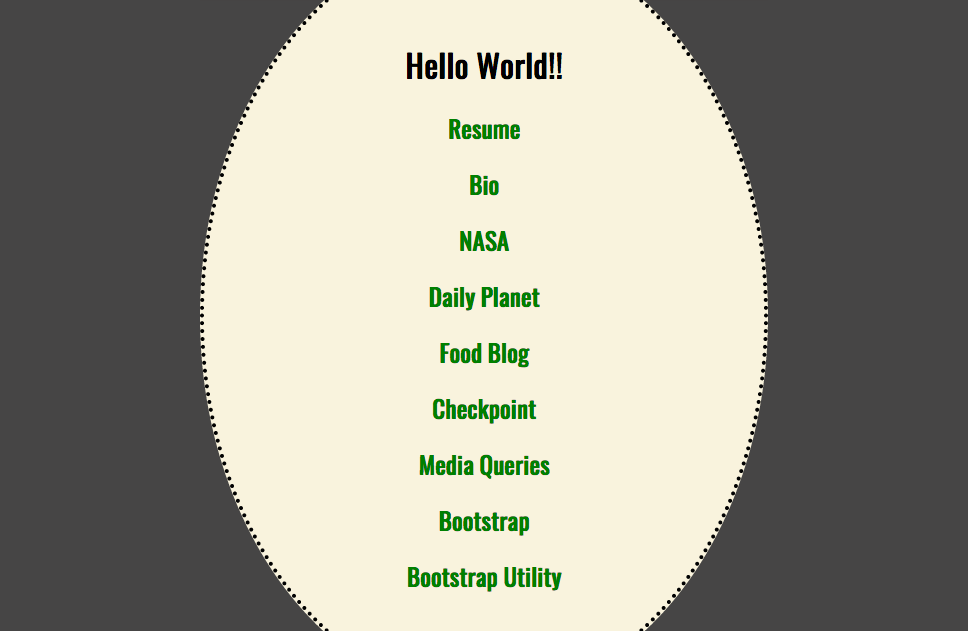 Hello World!!
Resume
Bio
NASA
Daily Planet
Food Blog
Checkpoint
Media Queries
Bootstrap
Bootstrap Utility